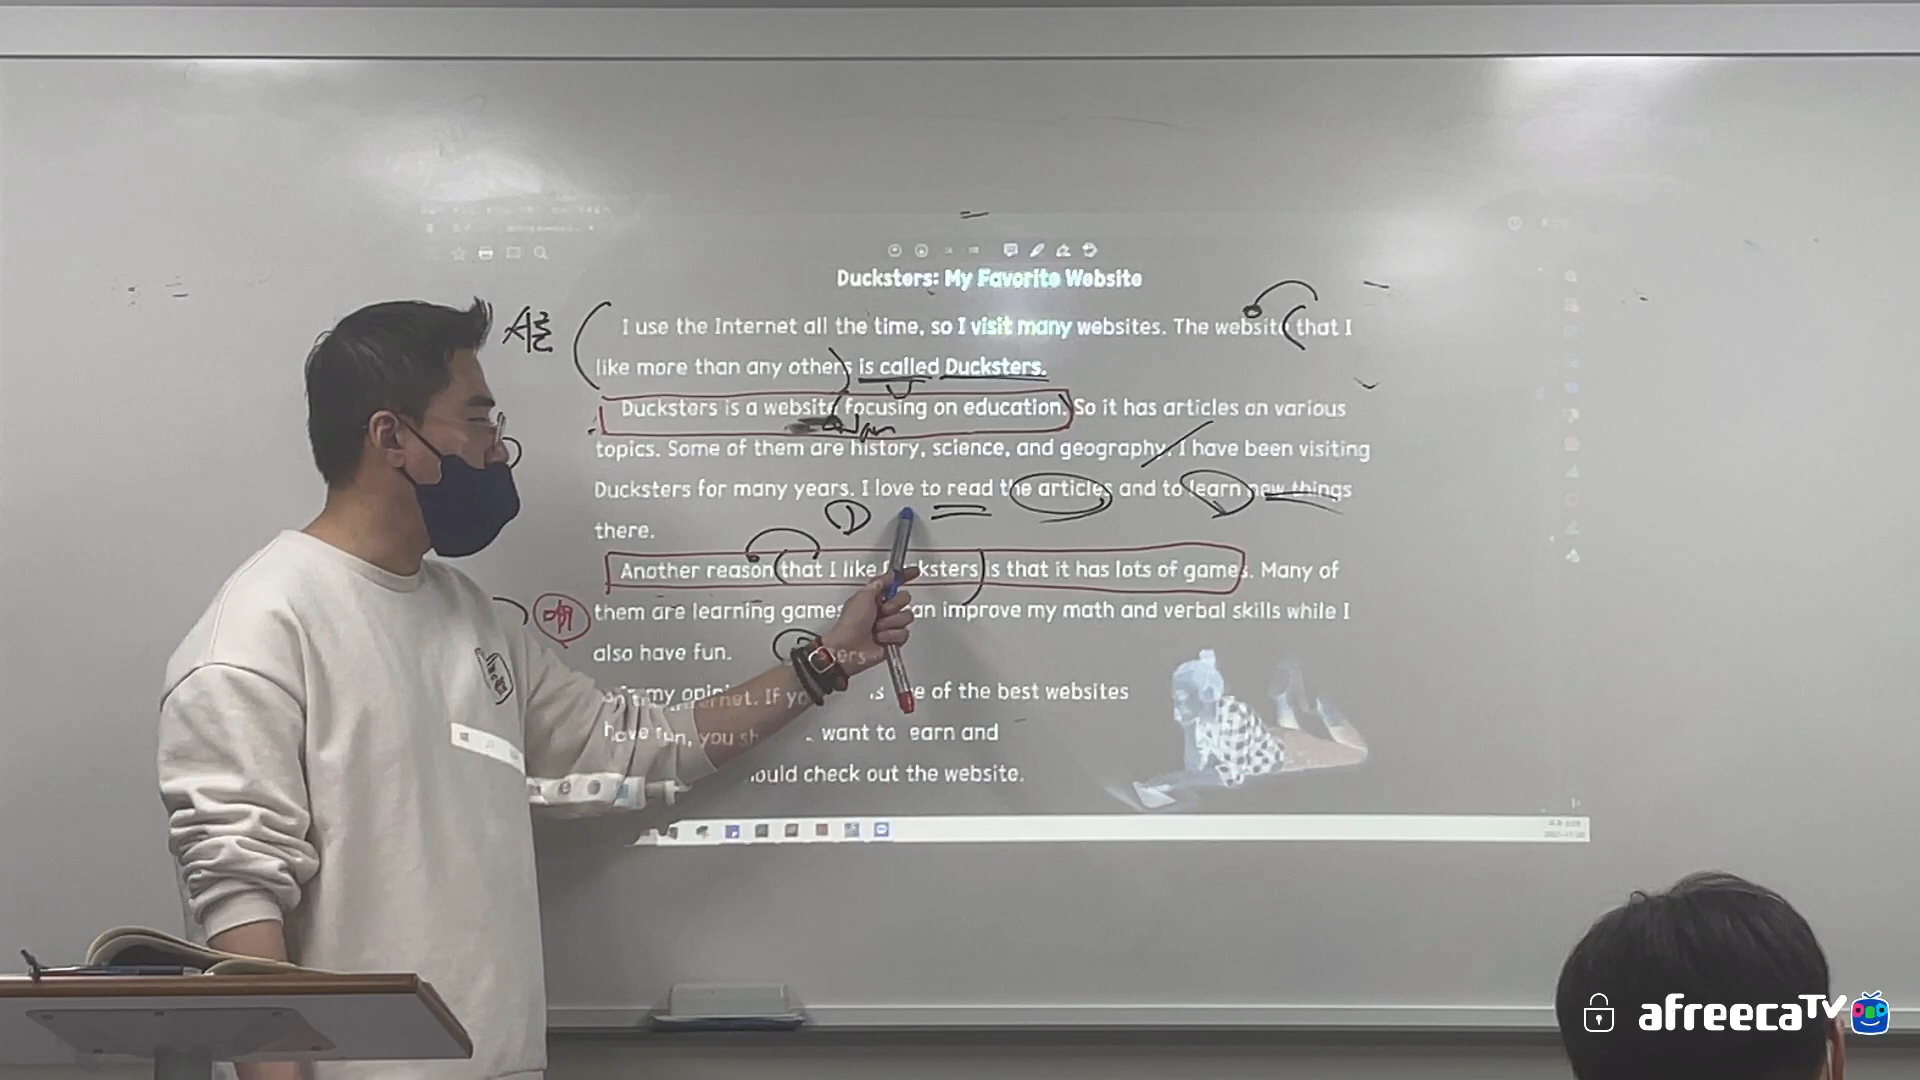 Ducksters: My Favorite Website
I use the Internet all the time, so I visit many websites. The website that I
like more than any others is called Ducksters.
Ducksters is a website focusing on education. So it has articles on various
topics. Some of them are history, science, and geography. I have been visiting
Ducksters for many years. I love to read the articles and to learn new things
there.
Another reason that I like is that it has lots of games. Many of
them are learning games improve my math and verbal skills while I
also have fun.
my of the best websites
If
have fun, you want to and
check out the website.
afreecaTV